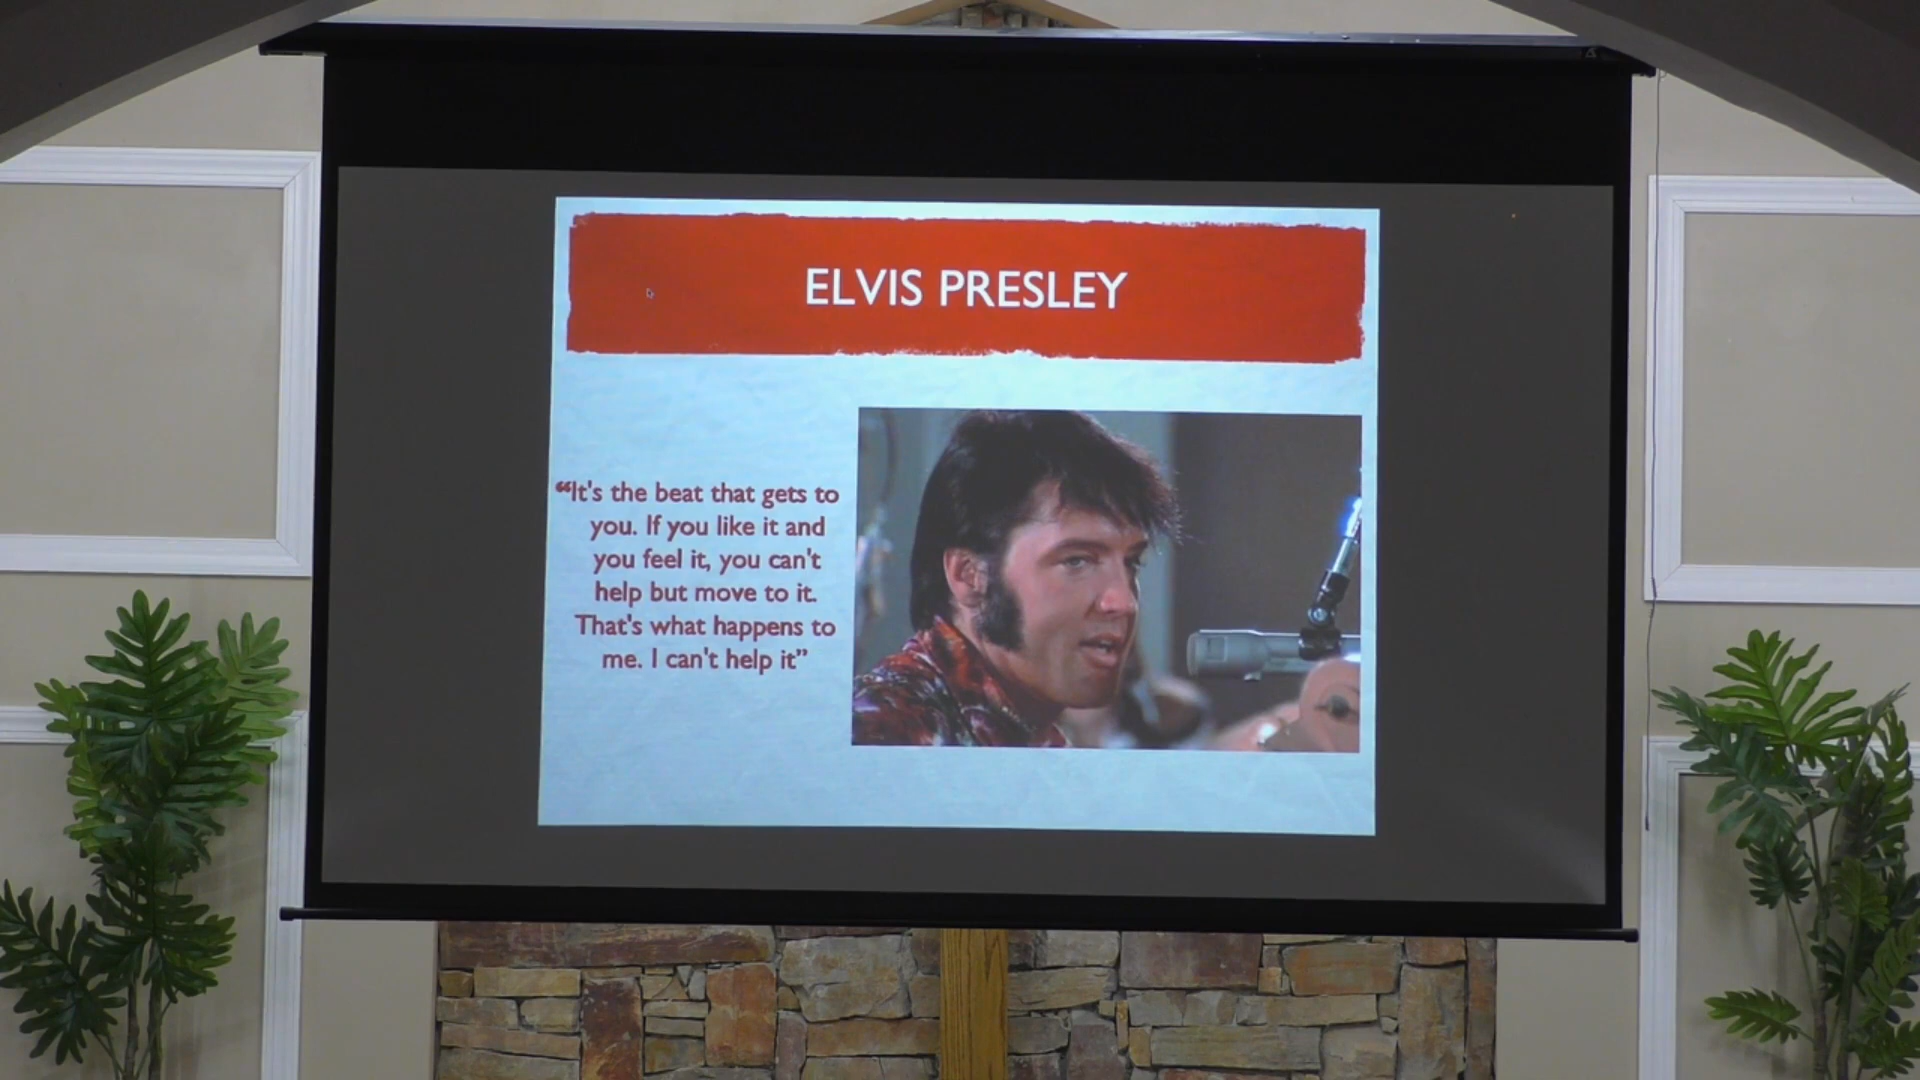 ELVIS PRESLEY
“It's the beat that gets to
you. If you like it and
you feel it, you can't
help but move to it.
That's what happens to
me. I can't help it”